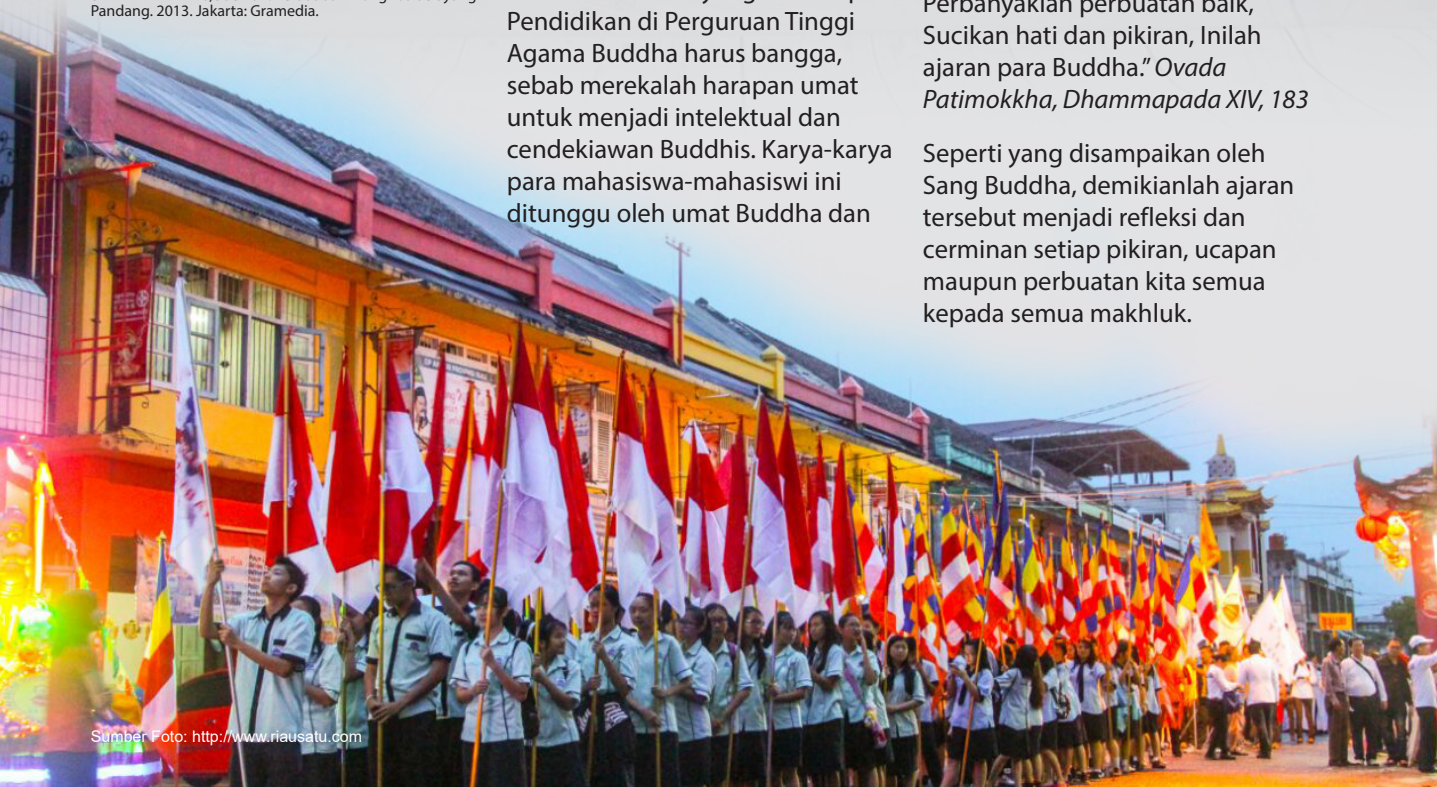 Pandang. 2013. Jakarta: Gramedia.
Pendidikan di Perguruan Tinggi
Agama Buddha harus bangga,
sebab merekalah harapan umat
untuk menjadi intelektual dan
cendekiawan Buddhis. Karya-karya
para mahasiswa-mahasiswi ini
ditunggu oleh umat Buddha dan
Perbanyaklah perbuatan baik,
Sucikan hati dan pikiran, Inilah
ajaran para Buddha." Ovada
Patimokkha, Dhammapada XIV, 183
Seperti yang disampaikan oleh
Sang Buddha, demikianlah ajaran
tersebut menjadi refleksi dan
cerminan setiap pikiran, ucapan
maupun perbuatan kita semua
kepada semua makhluk.
Sumber Foto: http://www.riausatu.com